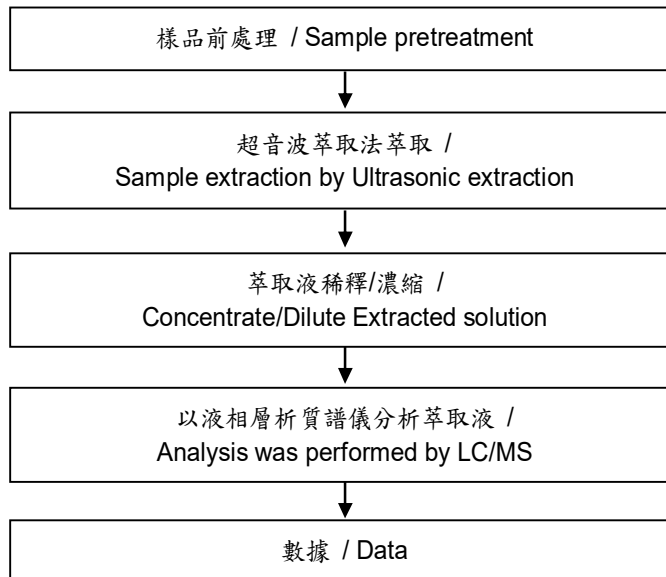 樣品前處理 / Sample pretreatment
超音波萃取法萃取 /
Sample extraction by Ultrasonic extraction
萃取液稀釋/濃縮 /
Concentrate/Dilute Extracted solution
以液相層析質譜儀分析萃取液 /
Analysis was performed by LC/MS
數據 / Data